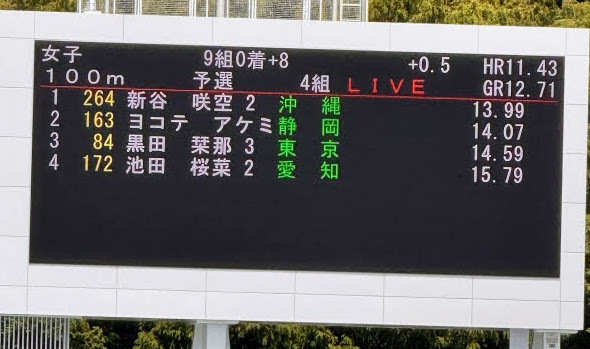 女子 9組0着+8 +0.5 HR11.43
100m 予選 4組 LIVE GR12.71
1 264 新谷 咲空 2 沖縄 13.99
2 163 ヨコテ アケミ 静岡 14.07
3 84 黒田 栞那 3 東京 14.59
4 172 池田 桜菜 2 愛知 15.79